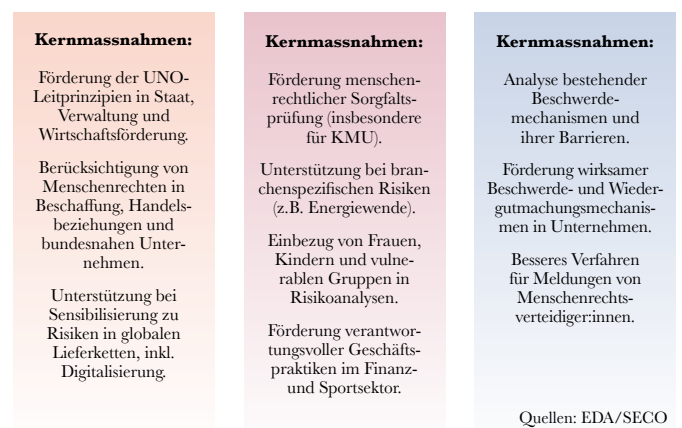 Kernmassnahmen:
Förderung der UNO-
Leitprinzipien in Staat,
Verwaltung und
Wirtschaftsförderung.
Berücksichtigung von
Menschenrechten in
Beschaffung, Handels-
beziehungen und
bundesnahen Unter-
nehmen.
Unterstützung bei
Sensibilisierung zu
Risiken in globalen
Lieferketten, inkl.
Digitalisierung.
Kernmassnahmen:
Förderung menschen-
rechtlicher Sorgfalts-
prüfung (insbesondere
für KMU).
Unterstützung bei bran-
chenspezifischen Risiken
(z.B. Energiewende).
Einbezug von Frauen,
Kindern und vulne-
rablen Gruppen in
Risikoanalysen.
Förderung verantwor-
tungsvoller Geschäfts-
praktiken im Finanz-
und Sportsektor.
Kernmassnahmen:
Analyse bestehender
Beschwerde-
mechanismen und
ihrer Barrieren.
Förderung wirksamer
Beschwerde- und Wieder-
gutmachungsmechanis-
men in Unternehmen.
Besseres Verfahren
für Meldungen von
Menschenrechts-
verteidiger:innen.
Quellen: EDA/SECO